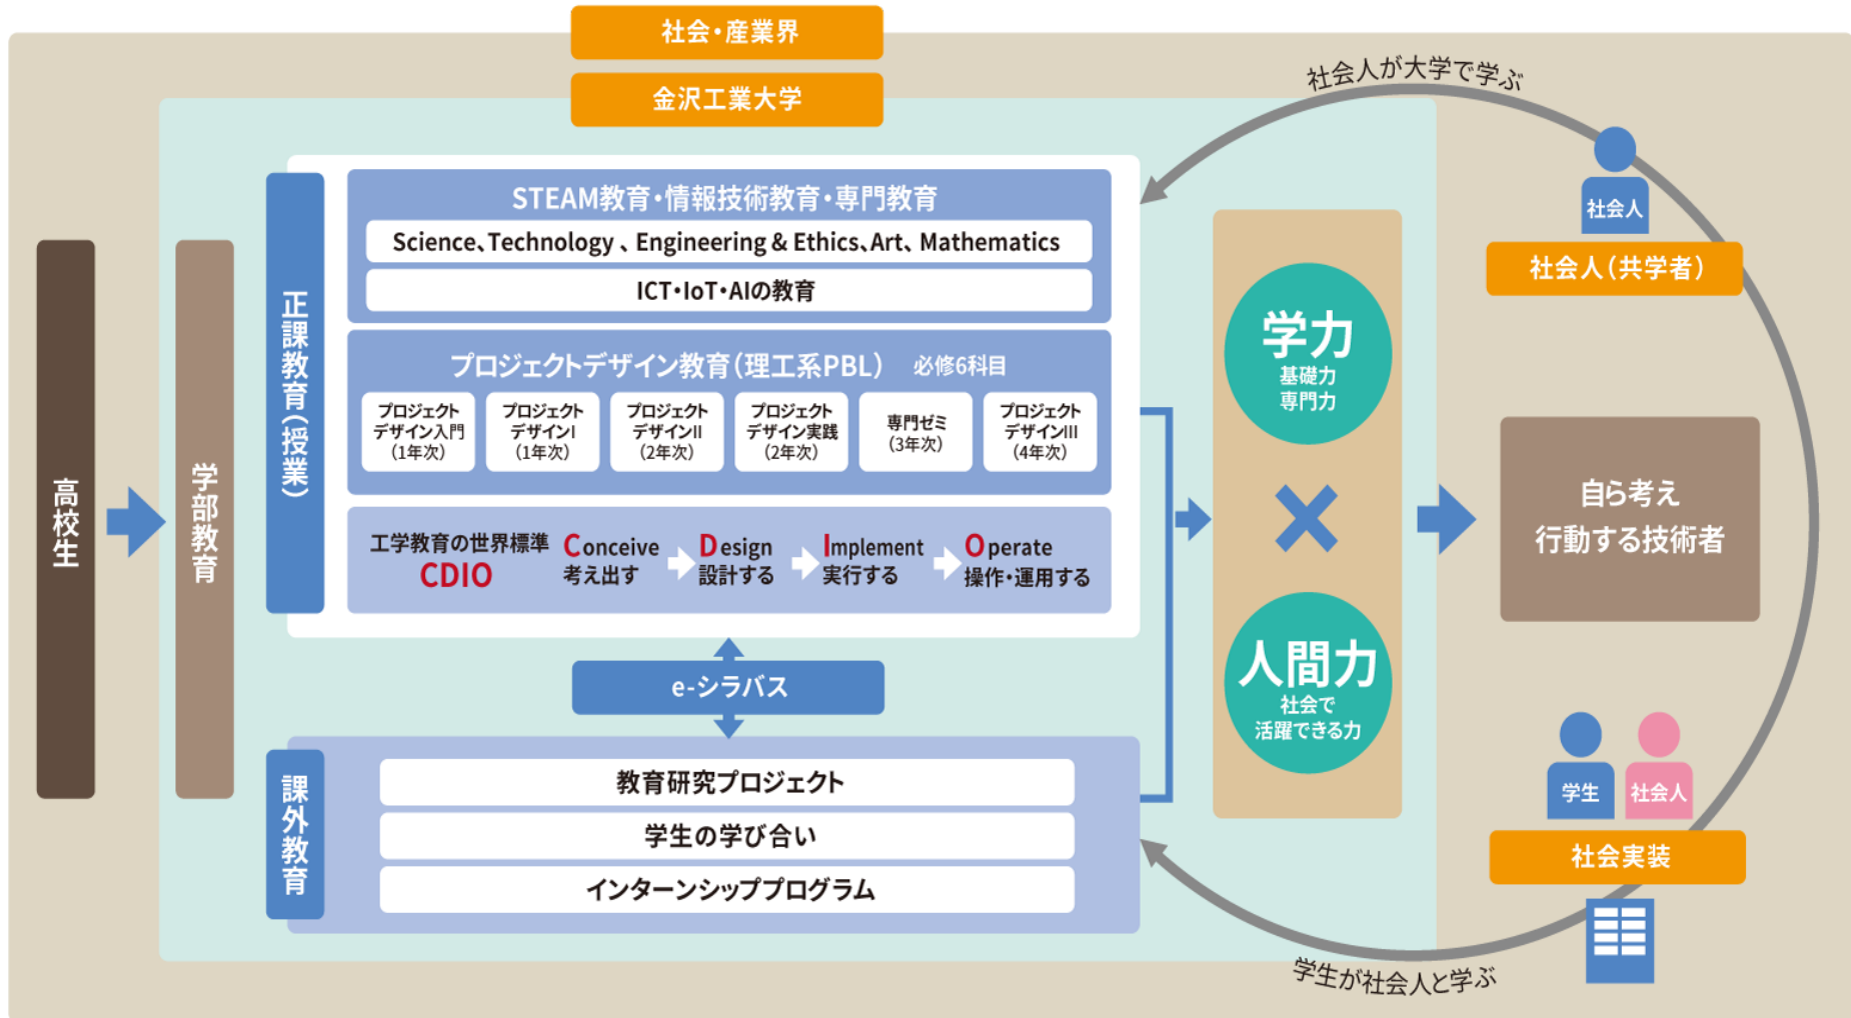 社会・産業界
金沢工業大学
高校生
学部教育
正課教育(授業)
STEAM教育・情報技術教育・専門教育
Science、Technology 、Engineering & Ethics、Art、Mathematics
ICT・IoT・AIの教育
プロジェクトデザイン教育(理工系PBL) 必修6科目
プロジェクト
デザイン入門
(1年次)
プロジェクト
デザインI
(1年次)
プロジェクト
デザインII
(2年次)
プロジェクト
デザイン実践
(2年次)
専門ゼミ
(3年次)
プロジェクト
デザインIII
(4年次)
工学教育の世界標準
CDIO
Conceive
考え出す
Design
設計する
Implement
実行する
Operate
操作・運用する
e-シラバス
課外教育
教育研究プロジェクト
学生の学び合い
インターンシッププログラム
学力
基礎力
専門力
人間力
社会で
活躍できる力
社会人が大学で学ぶ
社会人
社会人(共学者)
自ら考え
行動する技術者
学生
社会人
社会実装
学生が社会人と学ぶ